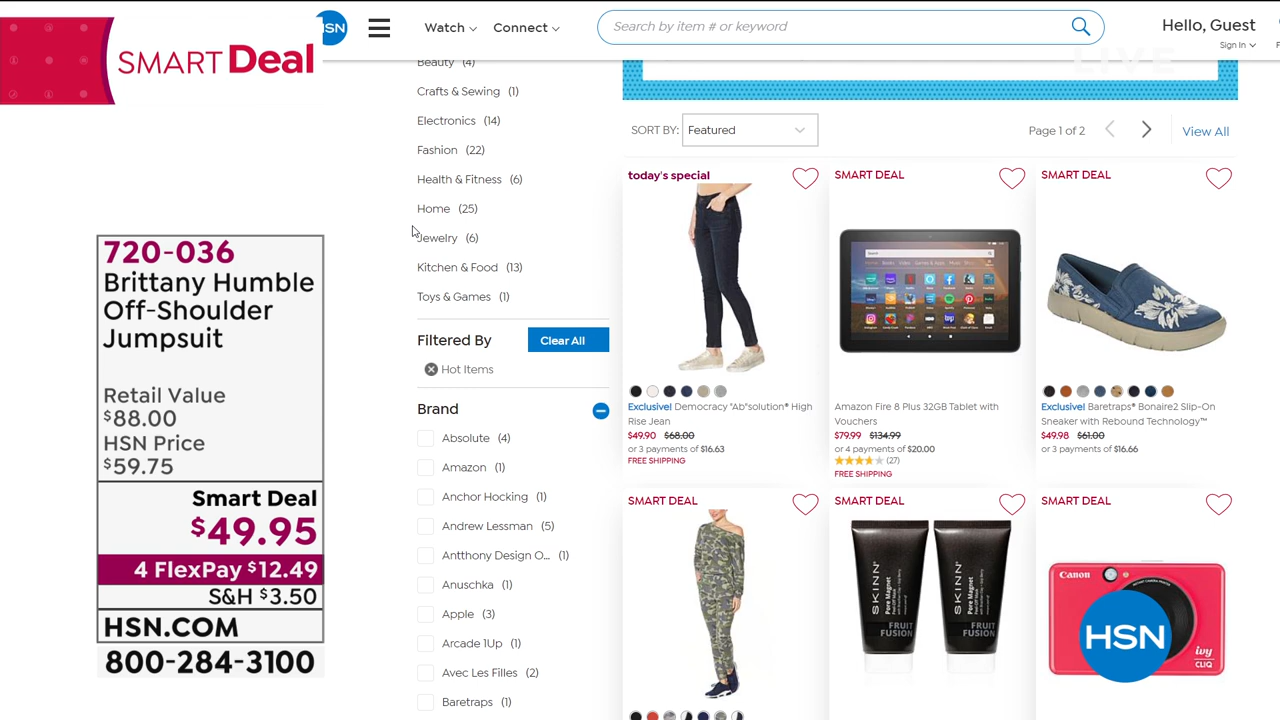 SMART Deal
HSN
Watch
Connect
Search by item # or keyword
Hello, Guest
Sign In
LIVE
Beauty (4)
Crafts & Sewing (1)
Electronics (14)
Fashion (22)
Health & Fitness (6)
Home (25)
Jewelry (6)
Kitchen & Food (13)
Toys & Games (1)
Filtered By
Clear All
Hot Items
Brand
Absolute (4)
Amazon (1)
Anchor Hocking (1)
Andrew Lessman (5)
Antthony Design O... (1)
Anuschka (1)
Apple (3)
Arcade 1Up (1)
Avec Les Filles (2)
Baretraps (1)
720-036
Brittany Humble
Off-Shoulder
Jumpsuit
Retail Value
$88.00
HSN Price
$59.75
Smart Deal
$49.95
4 FlexPay $12.49
S&H $3.50
HSN.COM
800-284-3100
SORT BY: Featured
Page 1 of 2
View All
today's special
Exclusive! Democracy "Ab"solution® High
Rise Jean
$49.90 $68.00
or 3 payments of $16.63
FREE SHIPPING
SMART DEAL
Amazon Fire 8 Plus 32GB Tablet with
Vouchers
$79.99 $134.99
or 4 payments of $20.00
(27)
FREE SHIPPING
SMART DEAL
Exclusive! Baretraps® Bonaire2 Slip-On
Sneaker with Rebound Technology™
$49.98 $61.00
or 3 payments of $16.66
SMART DEAL
SMART DEAL
SKINN
Pore Magnet
FRUIT
FUSION
SKINN
Pore Magnet
FRUIT
FUSION
SMART DEAL
Canon
ivy
CLIQ
HSN